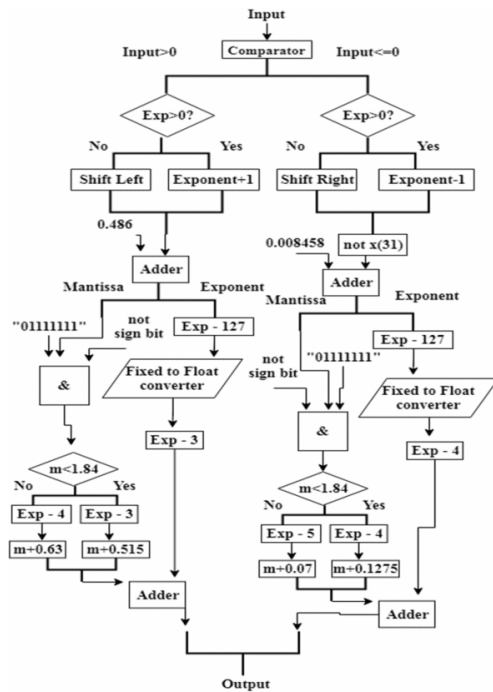 Input
Input>0
Comparator
Input<=0
Exp>0?
Exp>0?
No
Yes
No
Yes
Shift Left
Exponent+1
Shift Right
Exponent-1
0.486
0.008458
not x(31)
Adder
Adder
Mantissa
Exponent
Mantissa
Exponent
"01111111"
not
sign bit
Exp - 127
not
sign bit
"01111111"
Exp - 127
&
Fixed to Float
converter
&
Fixed to Float
converter
Exp - 3
Exp - 4
m<1.84
m<1.84
No
Yes
No
Yes
Exp - 4
Exp - 3
Exp - 5
Exp - 4
m+0.63
m+0.515
m+0.07
m+0.1275
Adder
Adder
Output